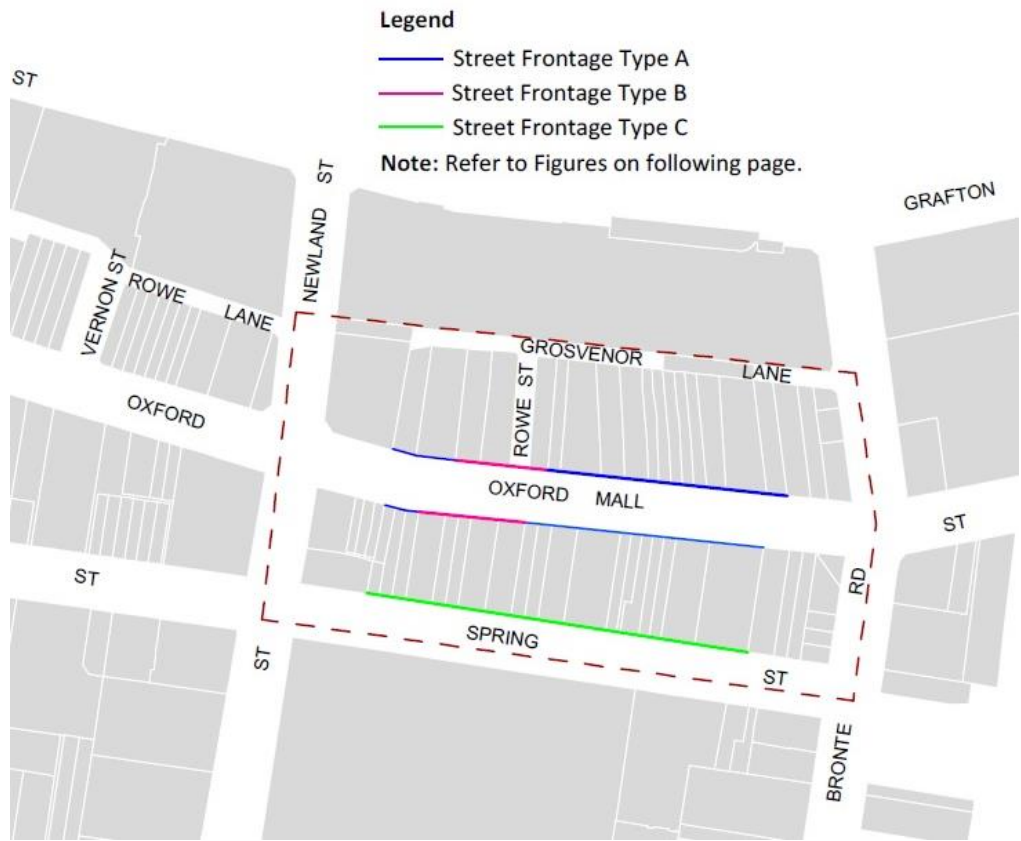 Legend
Street Frontage Type A
Street Frontage Type B
Street Frontage Type C
Note: Refer to Figures on following page.
ST
NEWLAND ST
GRAFTON
VERNON ST
ROWE LANE
GROSVENOR LANE
ROWE ST
OXFORD
OXFORD MALL
ST
ST
RD
SPRING
ST
ST
BRONTE